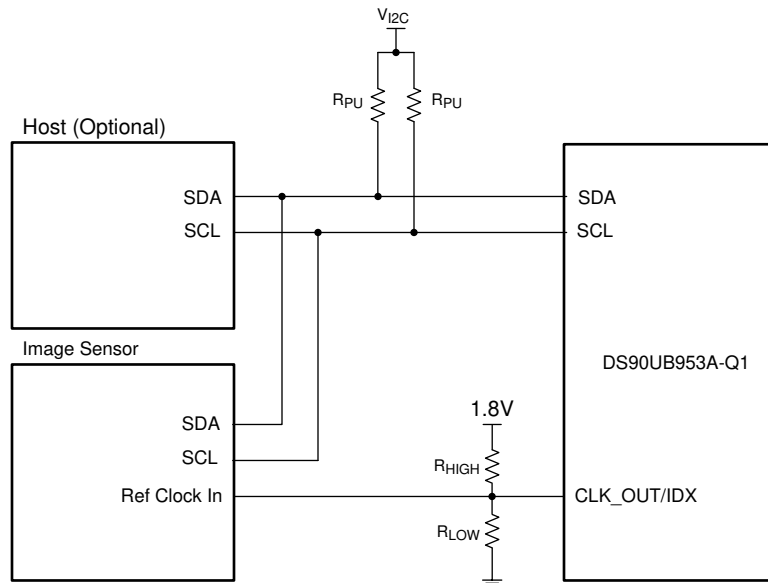 V_I2C
R_PU
R_PU
Host (Optional)
SDA
SCL
SDA
SCL
Image Sensor
DS90UB953A-Q1
1.8V
SDA
SCL
R_HIGH
Ref Clock In
CLK_OUT/IDX
R_LOW